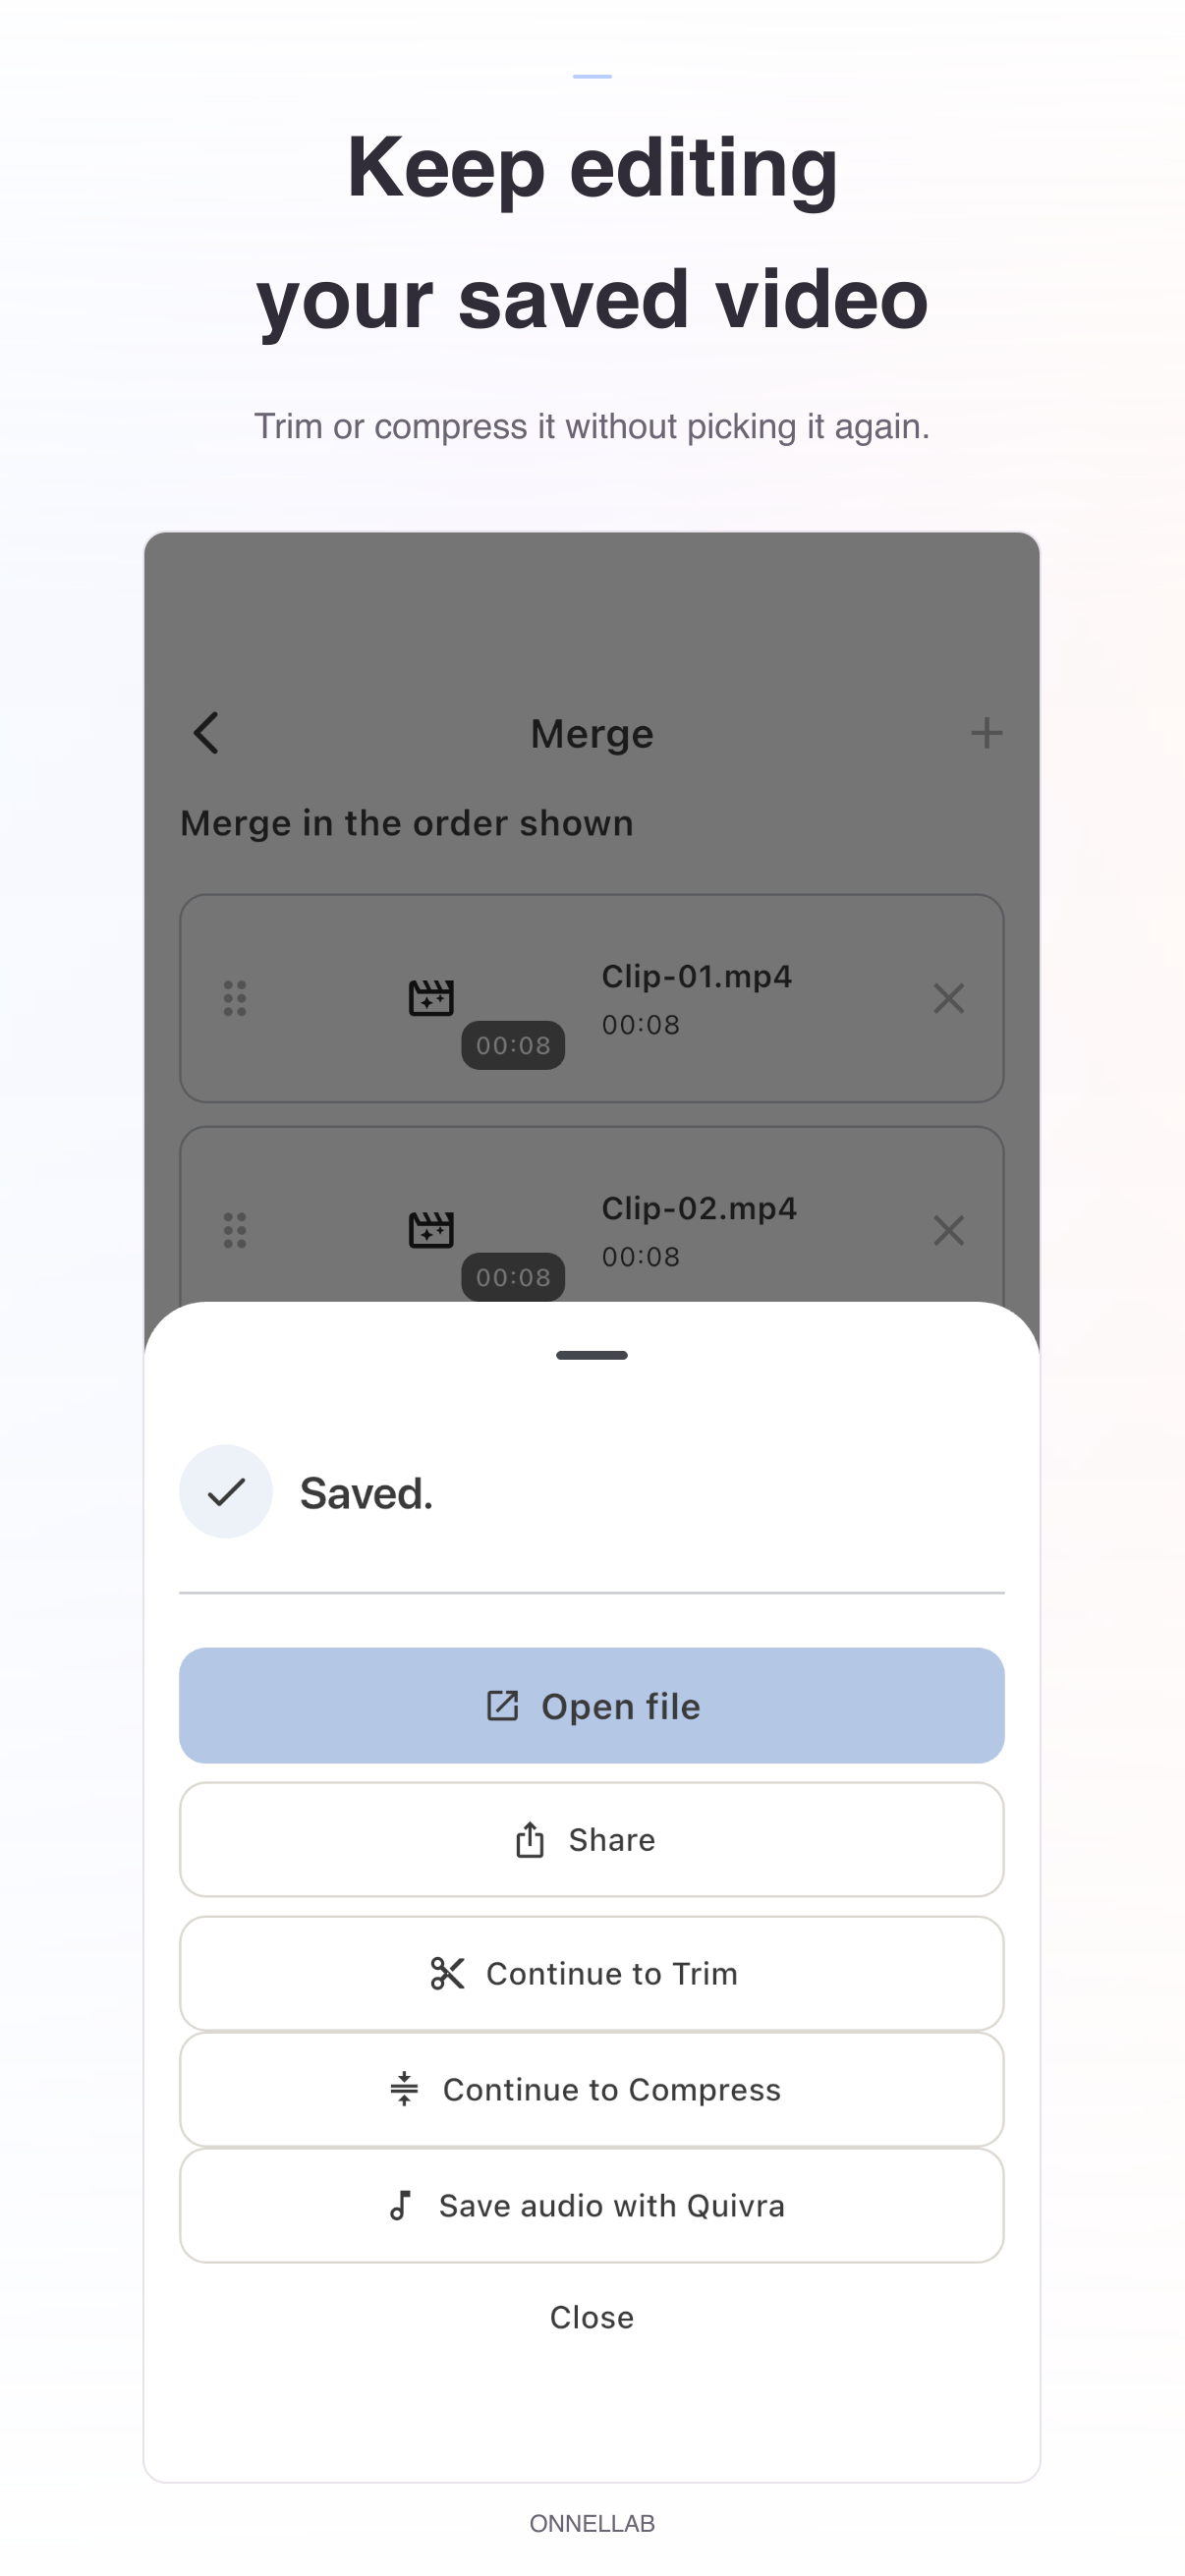 Keep editing
your saved video
Trim or compress it without picking it again.
Merge
Merge in the order shown
Clip-01.mp4
00:08
00:08
Clip-02.mp4
00:08
00:08
Saved.
Open file
Share
Continue to Trim
Continue to Compress
Save audio with Quivra
Close
ONNELLAB